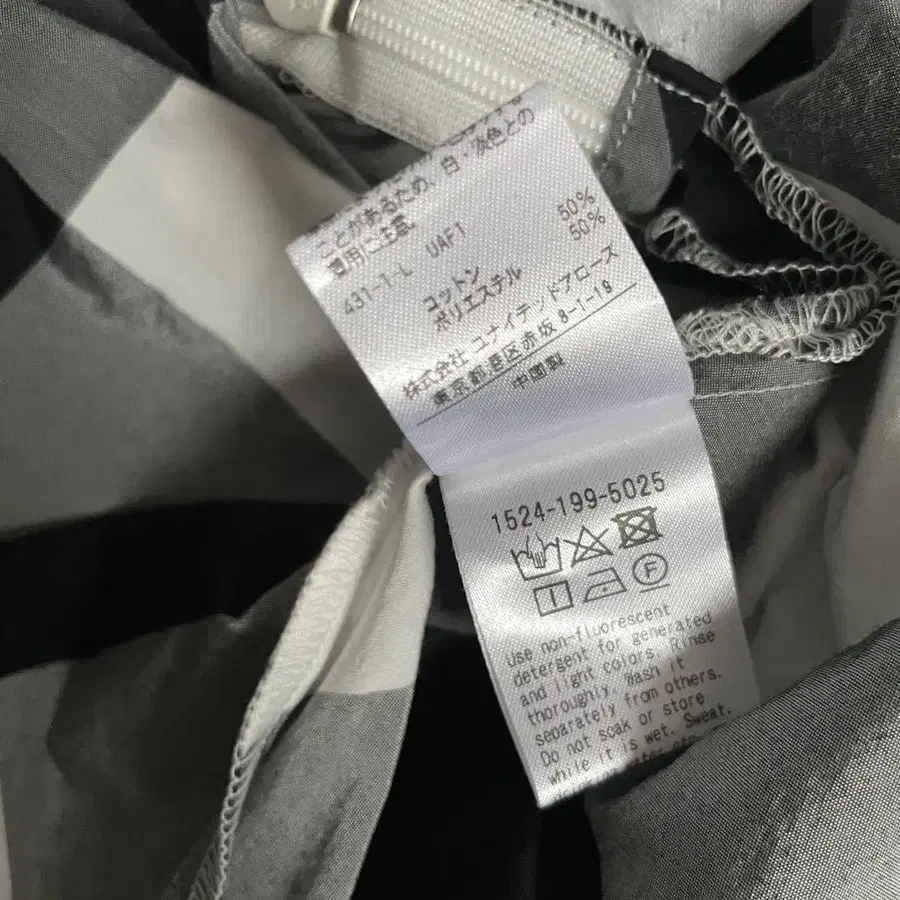 ことがあるため、白・淡色との
着用に注意
431-1-L UAF1
コットン 50%
ポリエステル 50%
株式会社 ユナイテッドアローズ
東京都港区赤坂 8-1-19
中国製
1524-199-5025
F
Use non-fluorescent
detergent for generated
and light colors. Rinse
thoroughly. Wash it
separately from others.
Do not soak or store
while it is wet. Sweat,